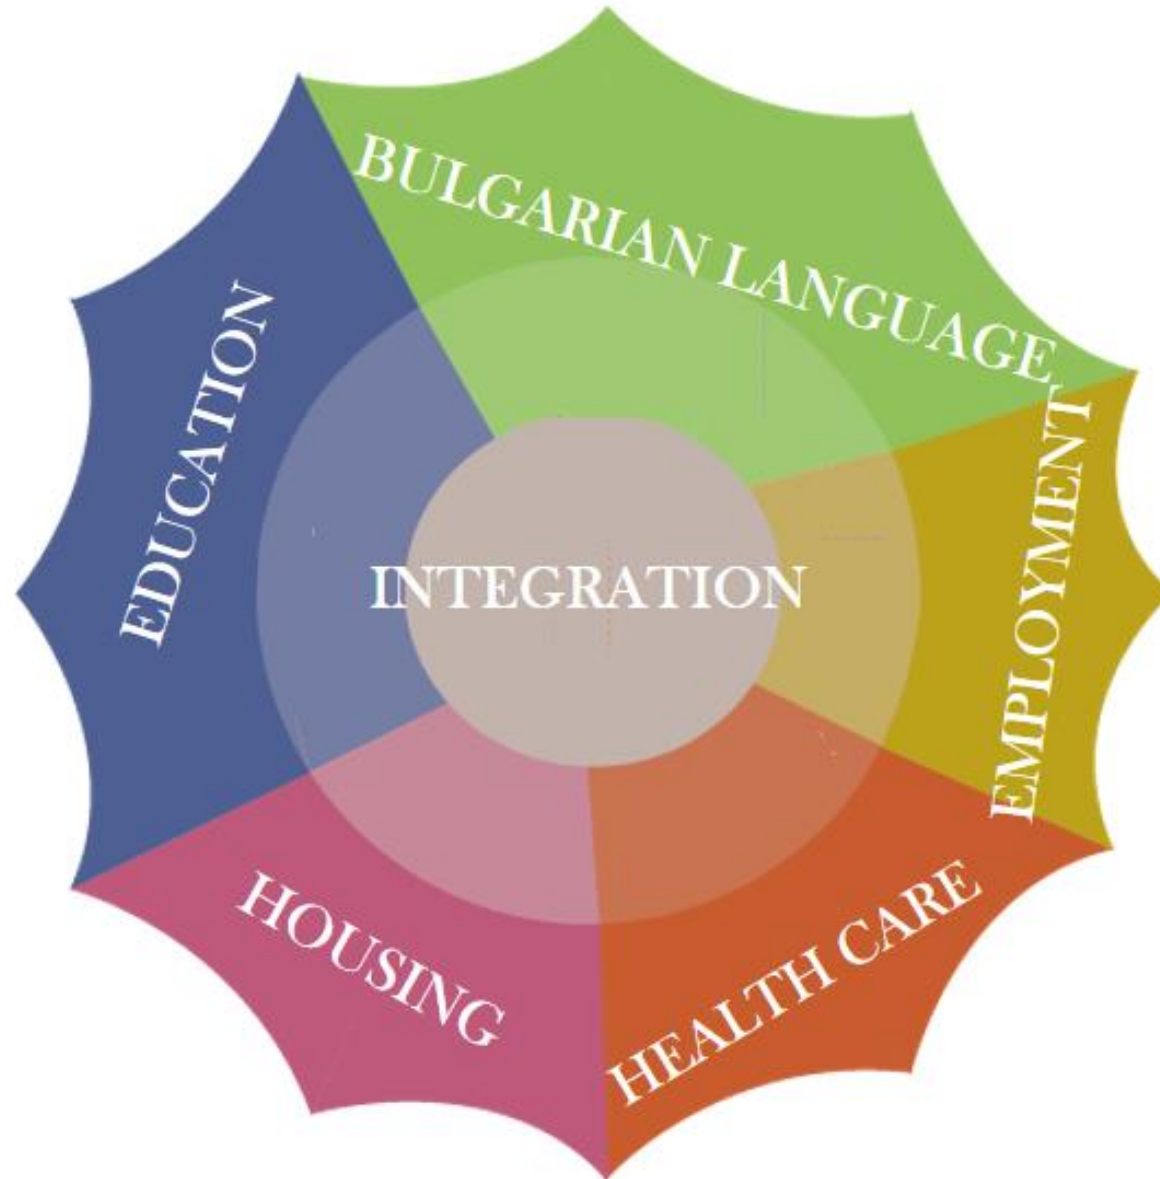 BULGARIAN LANGUAGE
EDUCATION
EMPLOYMENT
INTEGRATION
HOUSING
HEALTH CARE